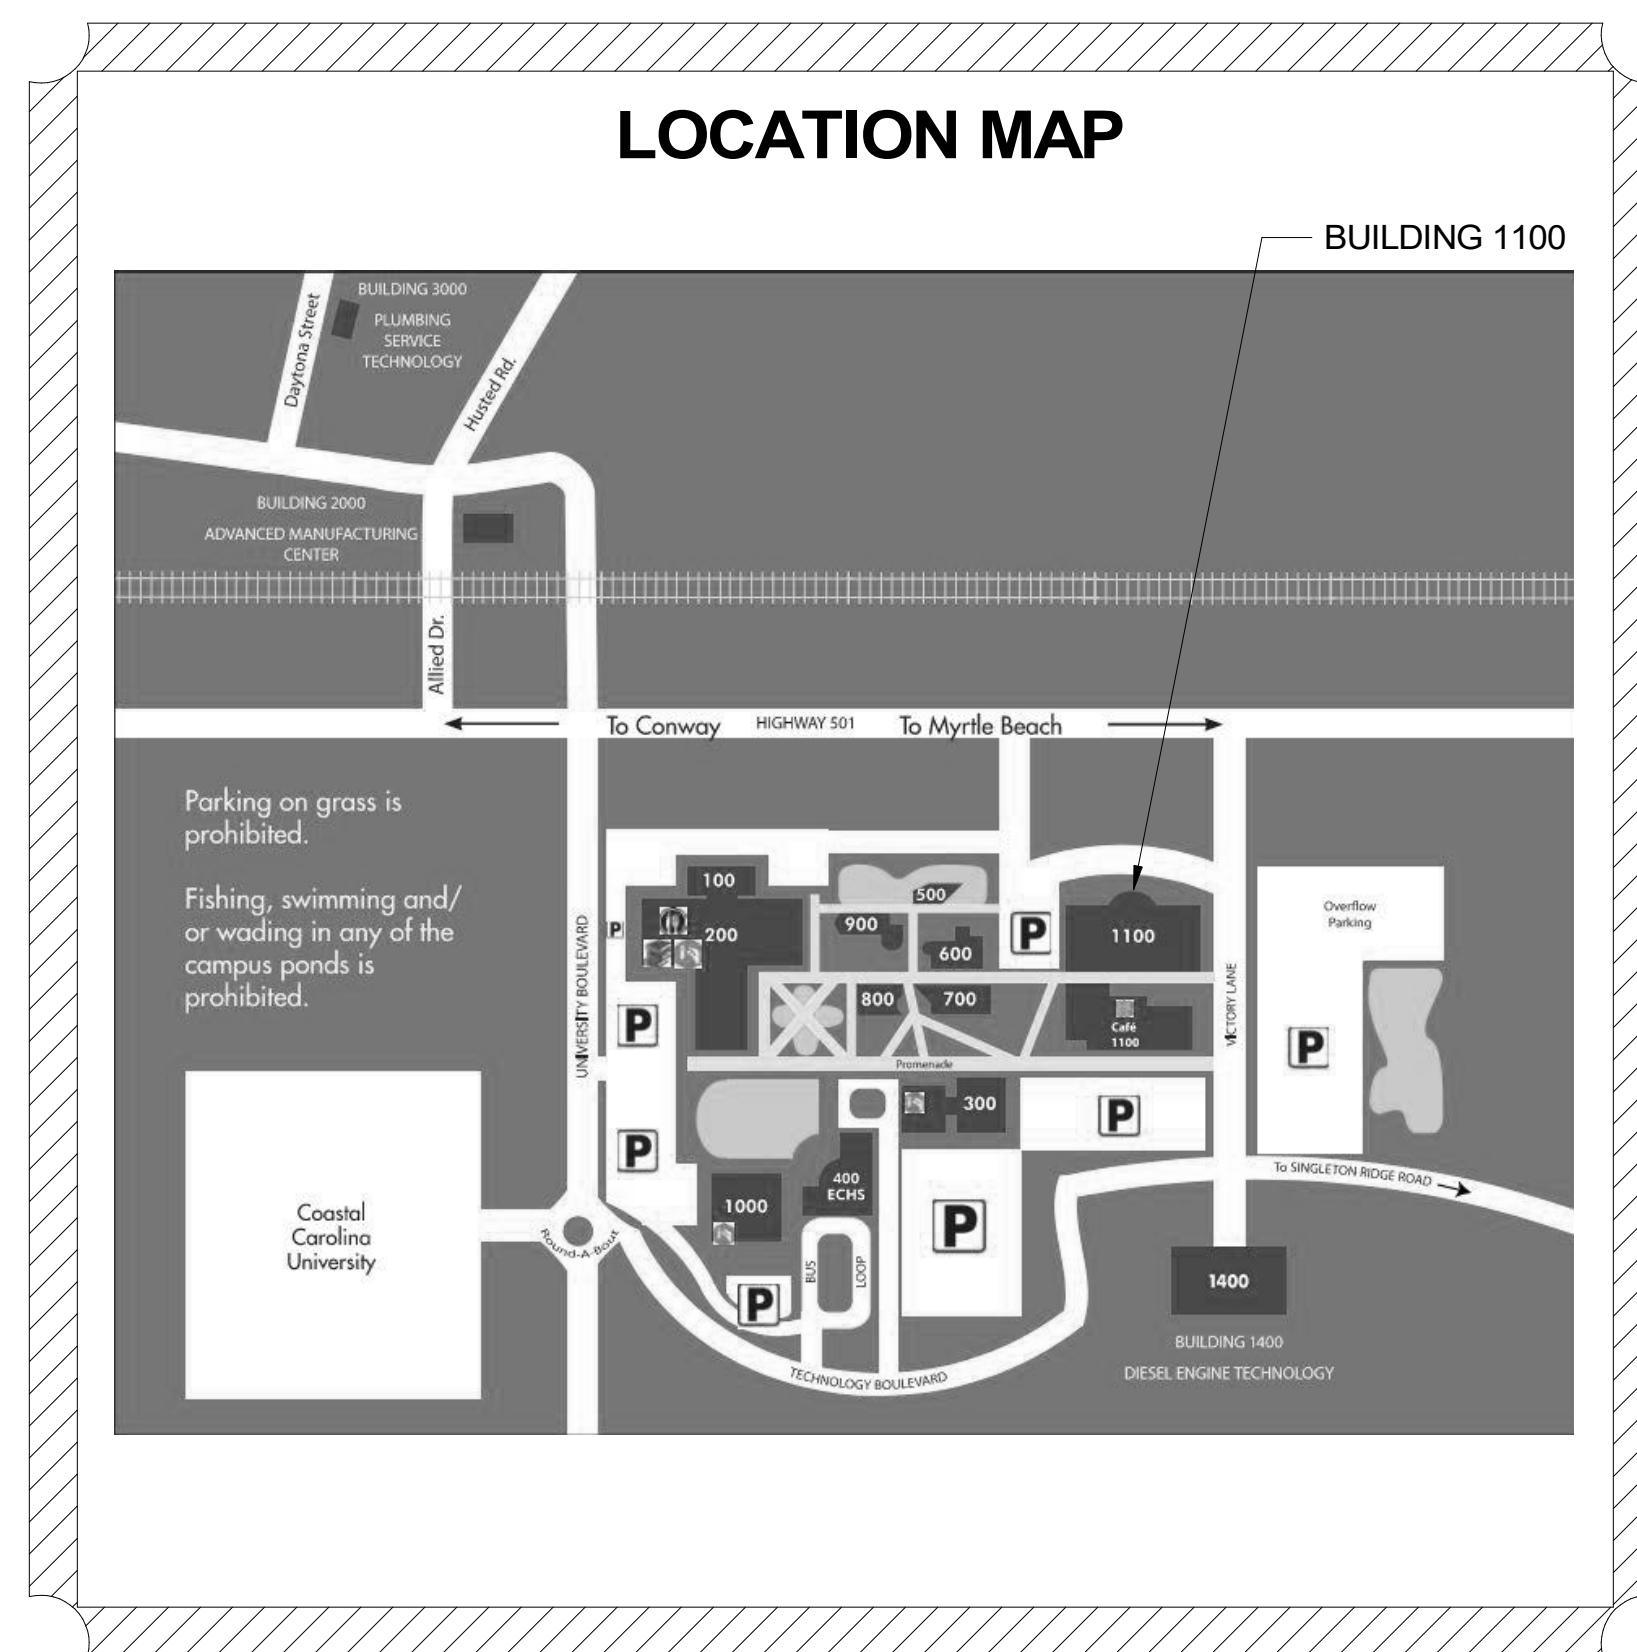 LOCATION MAP
BUILDING 1100
BUILDING 3000
PLUMBING
SERVICE
TECHNOLOGY
Daytona Street
Husted Rd.
BUILDING 2000
ADVANCED MANUFACTURING
CENTER
Allied Dr.
To Conway
HIGHWAY 501
To Myrtle Beach
Parking on grass is
prohibited.
Fishing, swimming and/
or wading in any of the
campus ponds is
prohibited.
UNIVERSITY BOULEVARD
100
200
P
500
900
600
P
1100
Overflow
Parking
800
700
Café
1100
VICTORY LANE
P
P
Promenade
300
P
P
400
ECHS
1000
P
Coastal
Carolina
University
Round-A-Bout
To SINGLETON RIDGE ROAD
BUS
LOOP
P
1400
BUILDING 1400
DIESEL ENGINE TECHNOLOGY
TECHNOLOGY BOULEVARD